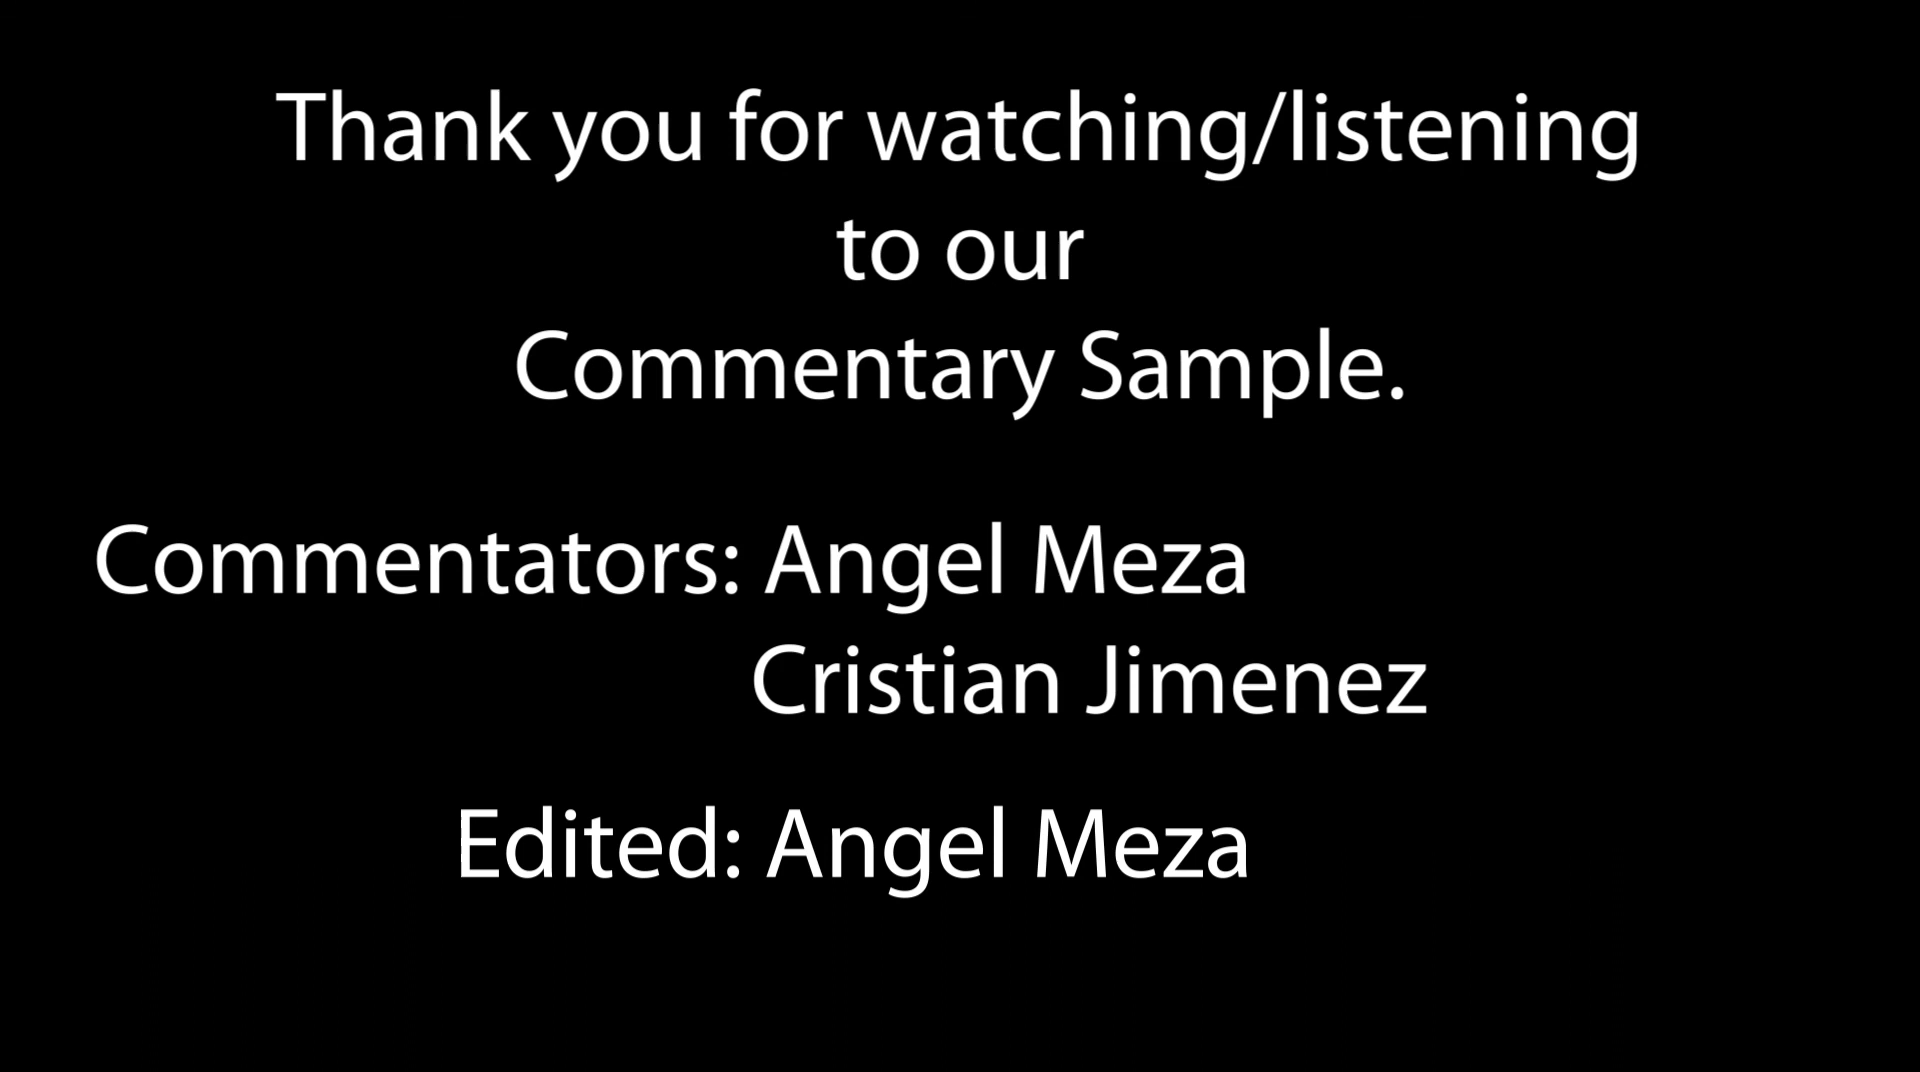 Thank you for watching/listening
to our
Commentary Sample.
Commentators: Angel Meza
Cristian Jimenez
Edited: Angel Meza